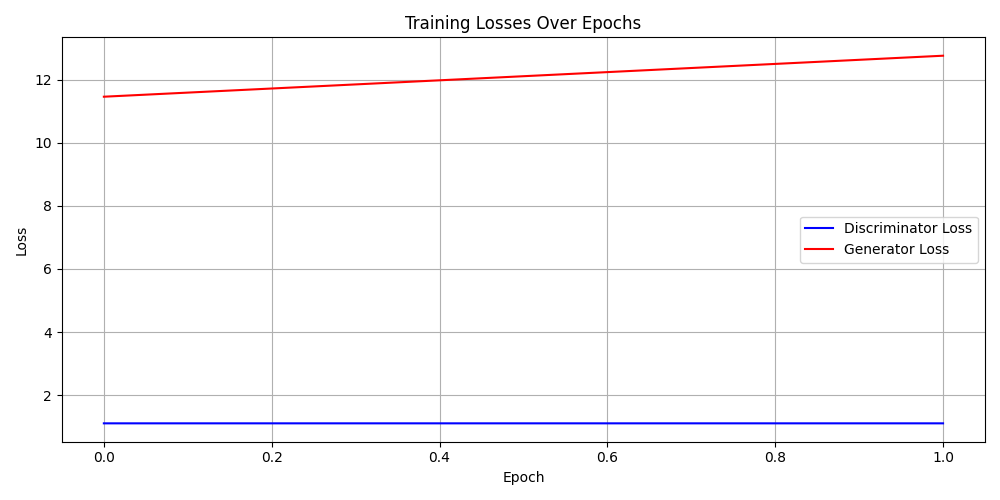 Training Losses Over Epochs
Loss
12
10
8
6
4
2
Discriminator Loss
Generator Loss
0.0 0.2 0.4 0.6 0.8 1.0
Epoch